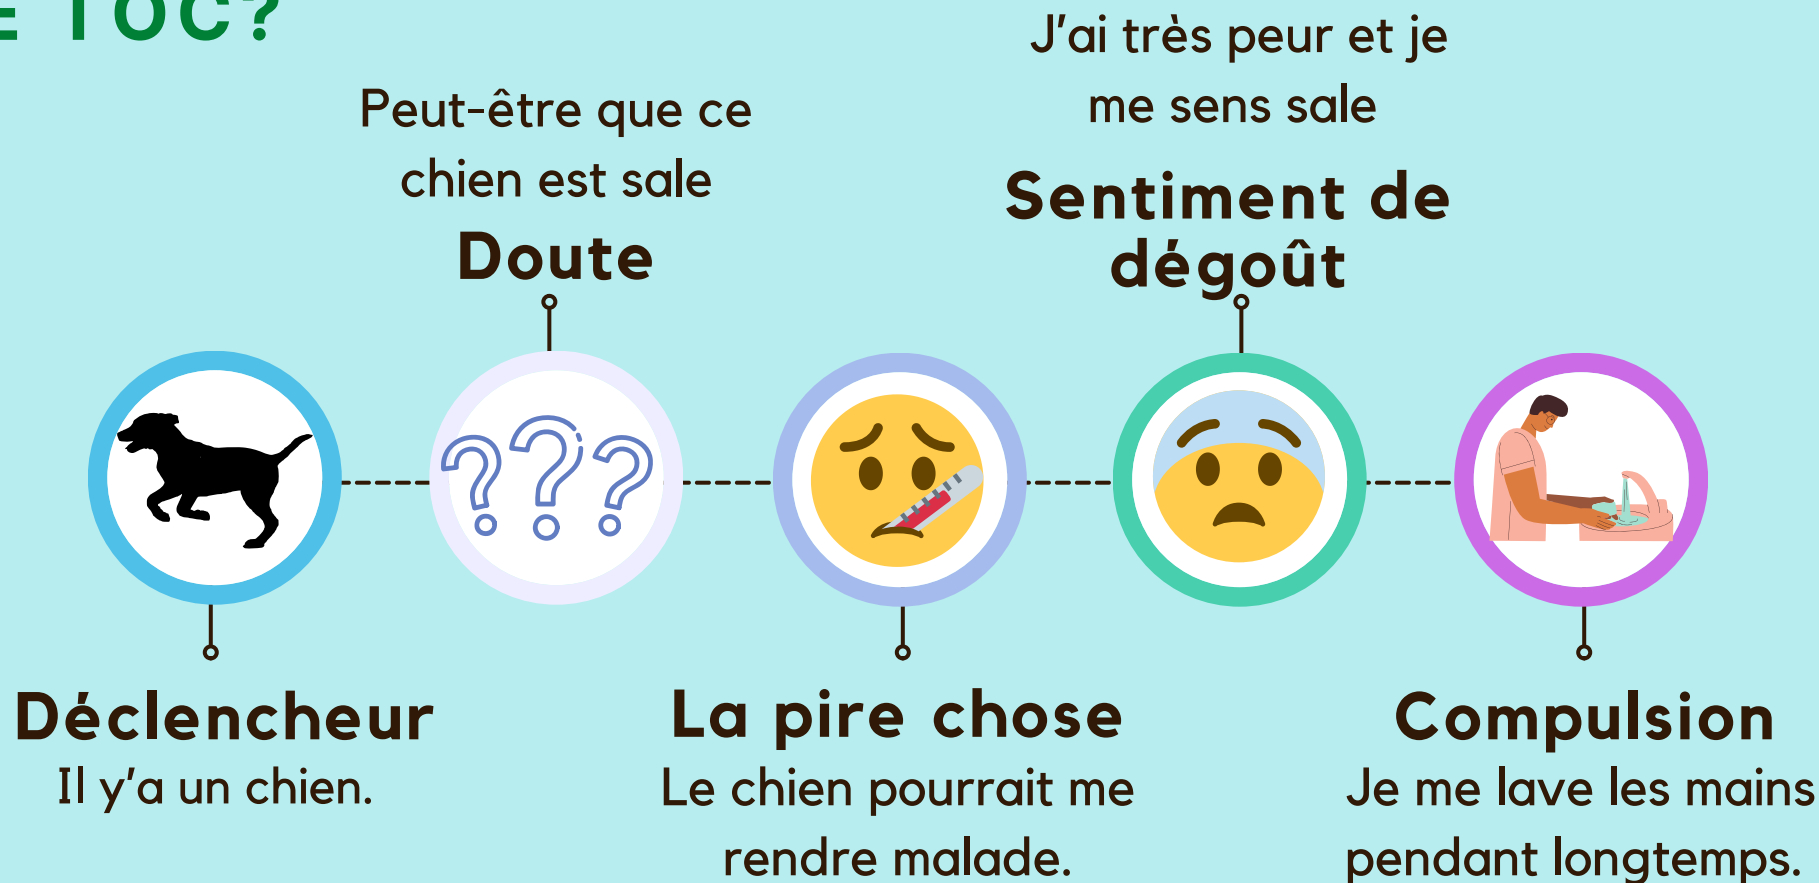 E TOC?
Peut-être que ce
chien est sale
Doute
J'ai très peur et je
me sens sale
Sentiment de
dégoût
Déclencheur
Il y'a un chien.
La pire chose
Le chien pourrait me
rendre malade.
Compulsion
Je me lave les mains
pendant longtemps.